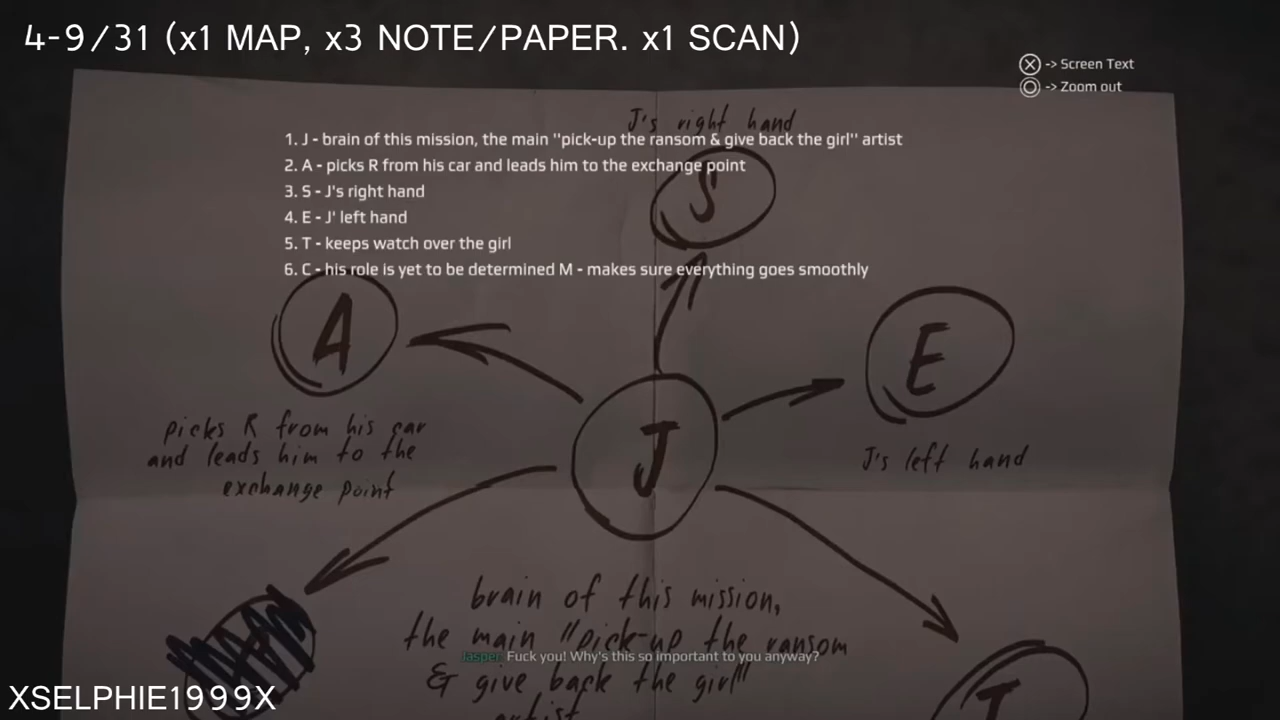 4-9/31 (x1 MAP, x3 NOTE/PAPER. x1 SCAN)
-> Screen Text
-> Zoom out
J's right hand
1. J - brain of this mission, the main "pick-up the ransom & give back the girl" artist
2. A - picks R from his car and leads him to the exchange point
3. S - J's right hand
4. E - J' left hand
5. T - keeps watch over the girl
6. C - his role is yet to be determined M - makes sure everything goes smoothly
S
A
E
J
picks R from his car
and leads him to the
exchange point
J's left hand
brain of this mission,
the main "pick-up the ransom
Jasper: Fuck you! Why's this so important to you anyway?
& give back the girl"
artist
T
XSELPHIE1999X